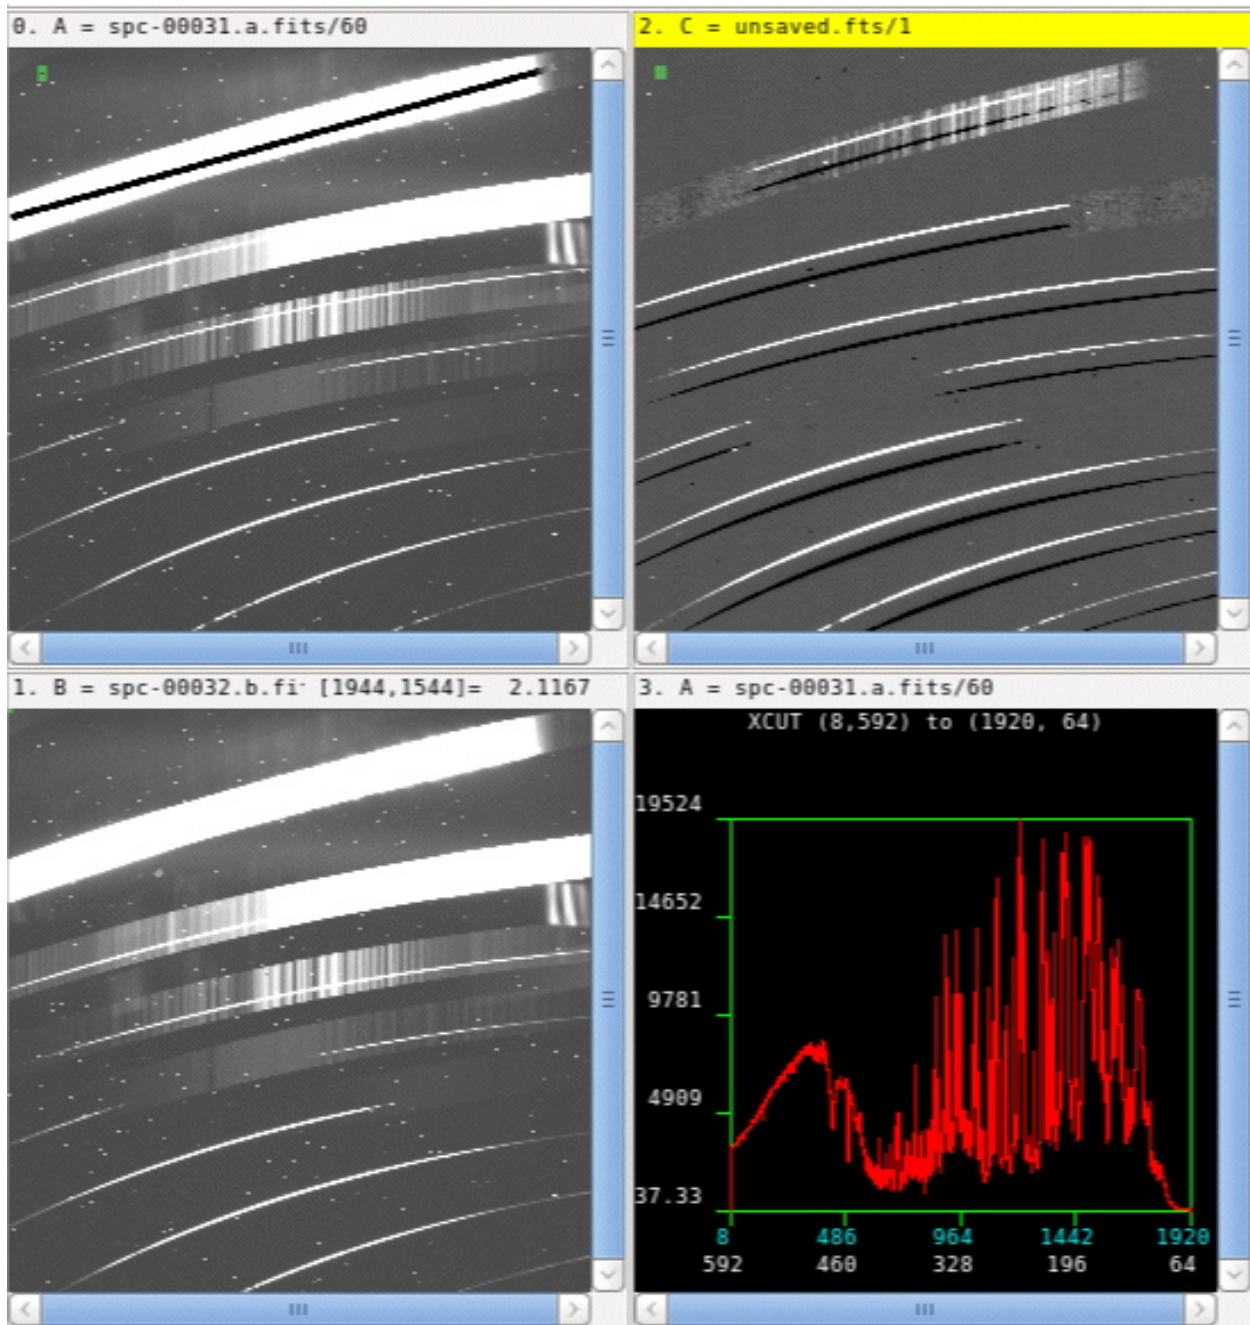 0. A = spc-00031.a.fits/60
2. C = unsaved.fts/1
1. B = spc-00032.b.fi- [1944,1544]= 2.1167
3. A = spc-00031.a.fits/60
XCUT (8,592) to (1920, 64)
19524
14652
9781
4909
37.33
8 486 964 1442 1920
592 460 328 196 64